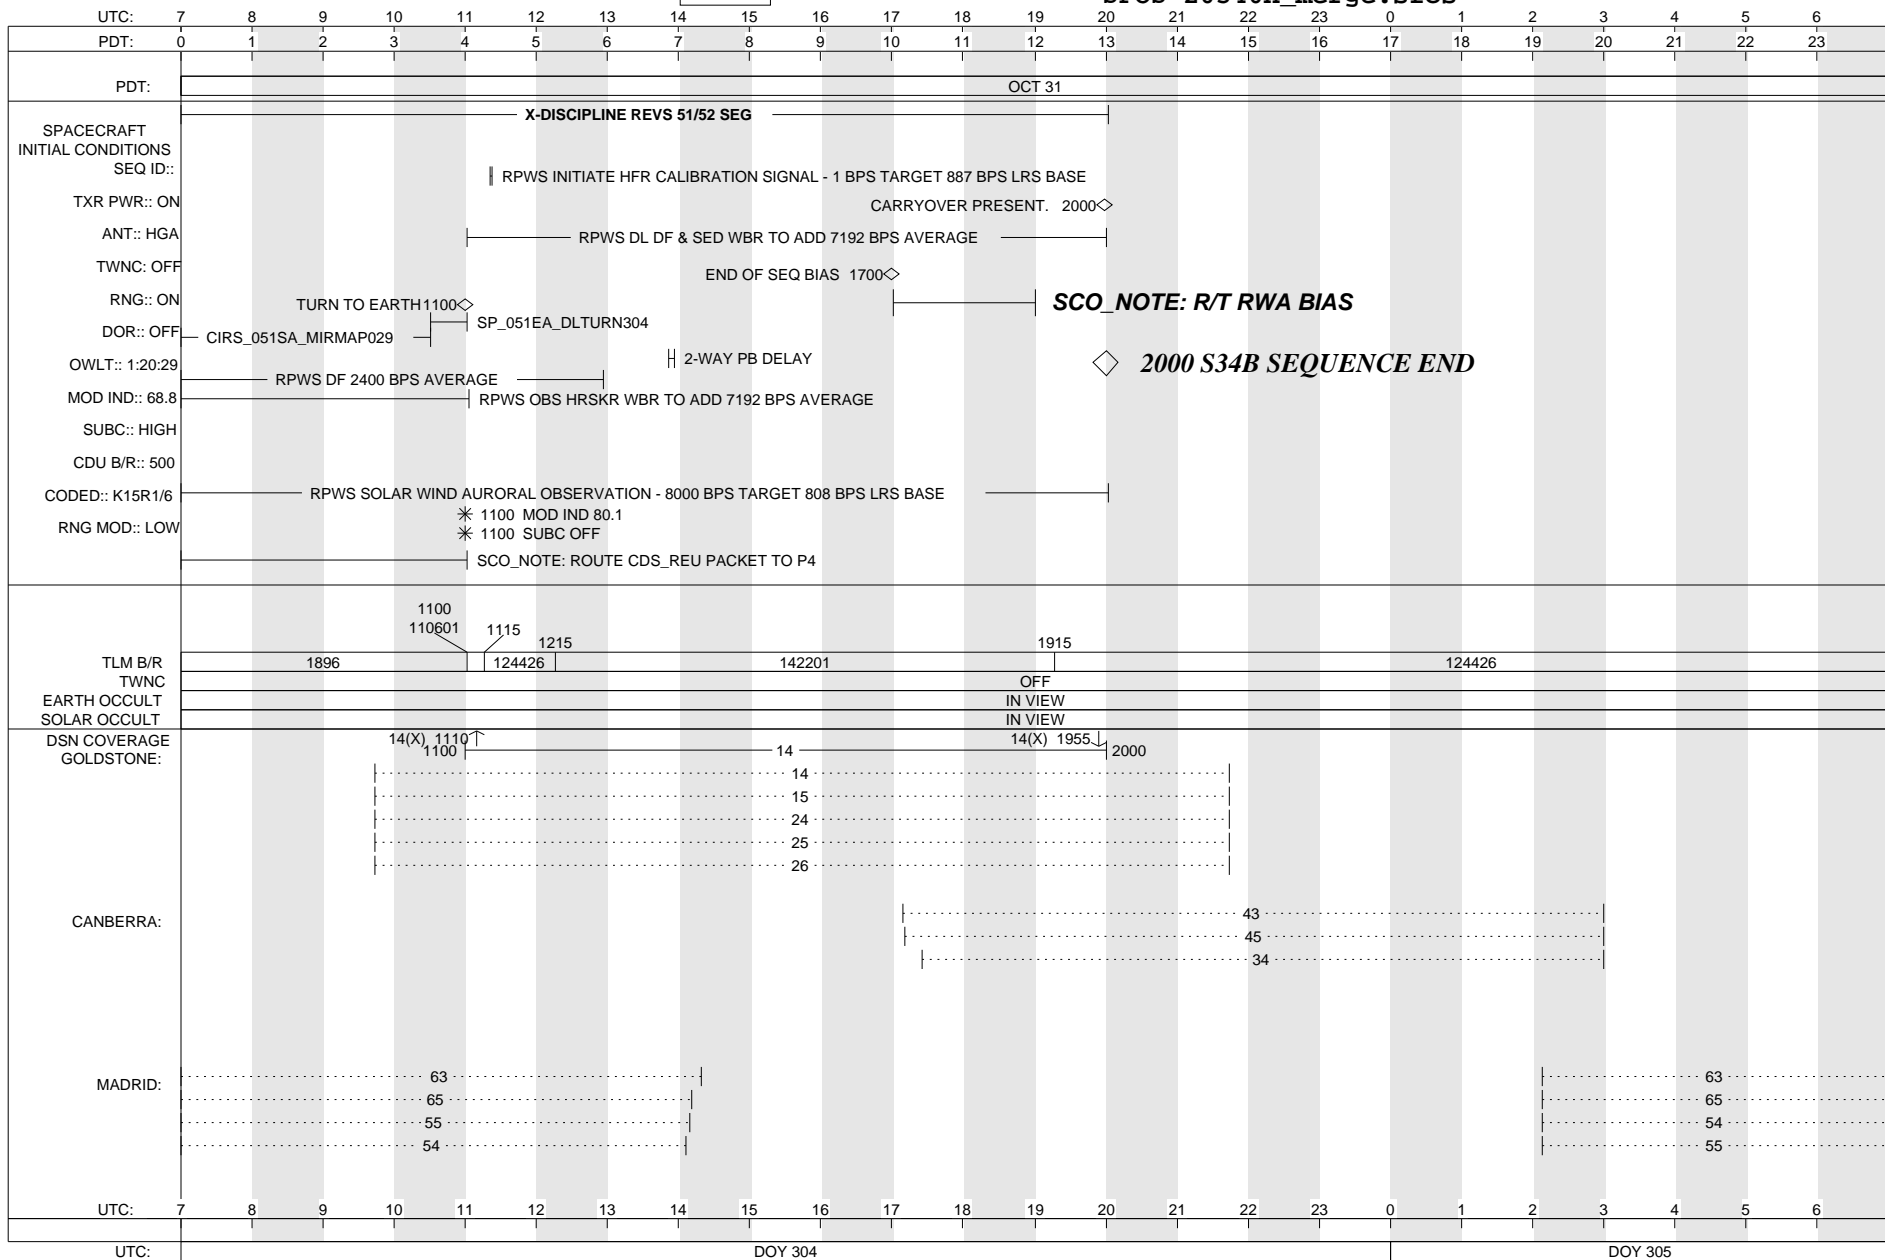 UTC: 7 8 9 10 11 12 13 14 15 16 17 18 19 20 21 22 23 0 1 2 3 4 5 6
PDT: 0 1 2 3 4 5 6 7 8 9 10 11 12 13 14 15 16 17 18 19 20 21 22 23
PDT: OCT 31
X-DISCIPLINE REVS 51/52 SEG
SPACECRAFT
INITIAL CONDITIONS
SEQ ID::
RPWS INITIATE HFR CALIBRATION SIGNAL - 1 BPS TARGET 887 BPS LRS BASE
TXR PWR:: ON
CARRYOVER PRESENT. 2000
ANT:: HGA
RPWS DL DF & SED WBR TO ADD 7192 BPS AVERAGE
TWNC: OFF
END OF SEQ BIAS 1700
RNG:: ON
TURN TO EARTH 1100
SCO_NOTE: R/T RWA BIAS
SP_051EA_DLTURN304
DOR:: OFF
CIRS_051SA_MIRMAP029
2-WAY PB DELAY
OWLT:: 1:20:29
2000 S34B SEQUENCE END
RPWS DF 2400 BPS AVERAGE
MOD IND:: 68.8
RPWS OBS HRSKR WBR TO ADD 7192 BPS AVERAGE
SUBC:: HIGH
CDU B/R:: 500
CODED:: K15R1/6
RPWS SOLAR WIND AURORAL OBSERVATION - 8000 BPS TARGET 808 BPS LRS BASE
1100 MOD IND 80.1
RNG MOD:: LOW
1100 SUBC OFF
SCO_NOTE: ROUTE CDS_REU PACKET TO P4
1100
110601 1115
1215 1915
TLM B/R 1896 124426 142201 124426
TWNC OFF
EARTH OCCULT IN VIEW
SOLAR OCCULT IN VIEW
DSN COVERAGE 14(X) 1110 14(X) 1955
GOLDSTONE: 1100 14 2000
14
15
24
25
26
CANBERRA: 43
45
34
MADRID: 63 63
65 65
55 54
54 55
UTC: 7 8 9 10 11 12 13 14 15 16 17 18 19 20 21 22 23 0 1 2 3 4 5 6
UTC: DOY 304 DOY 305